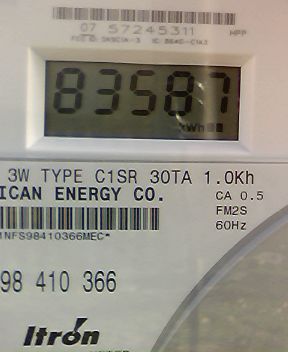 07 57245311
83587
kWh
3W TYPE C1SR 30TA 1.0Kh
ICAN ENERGY CO.
CA 0.5
FM2S
60Hz
1NFS98410366MEC*
98 410 366
Itrón